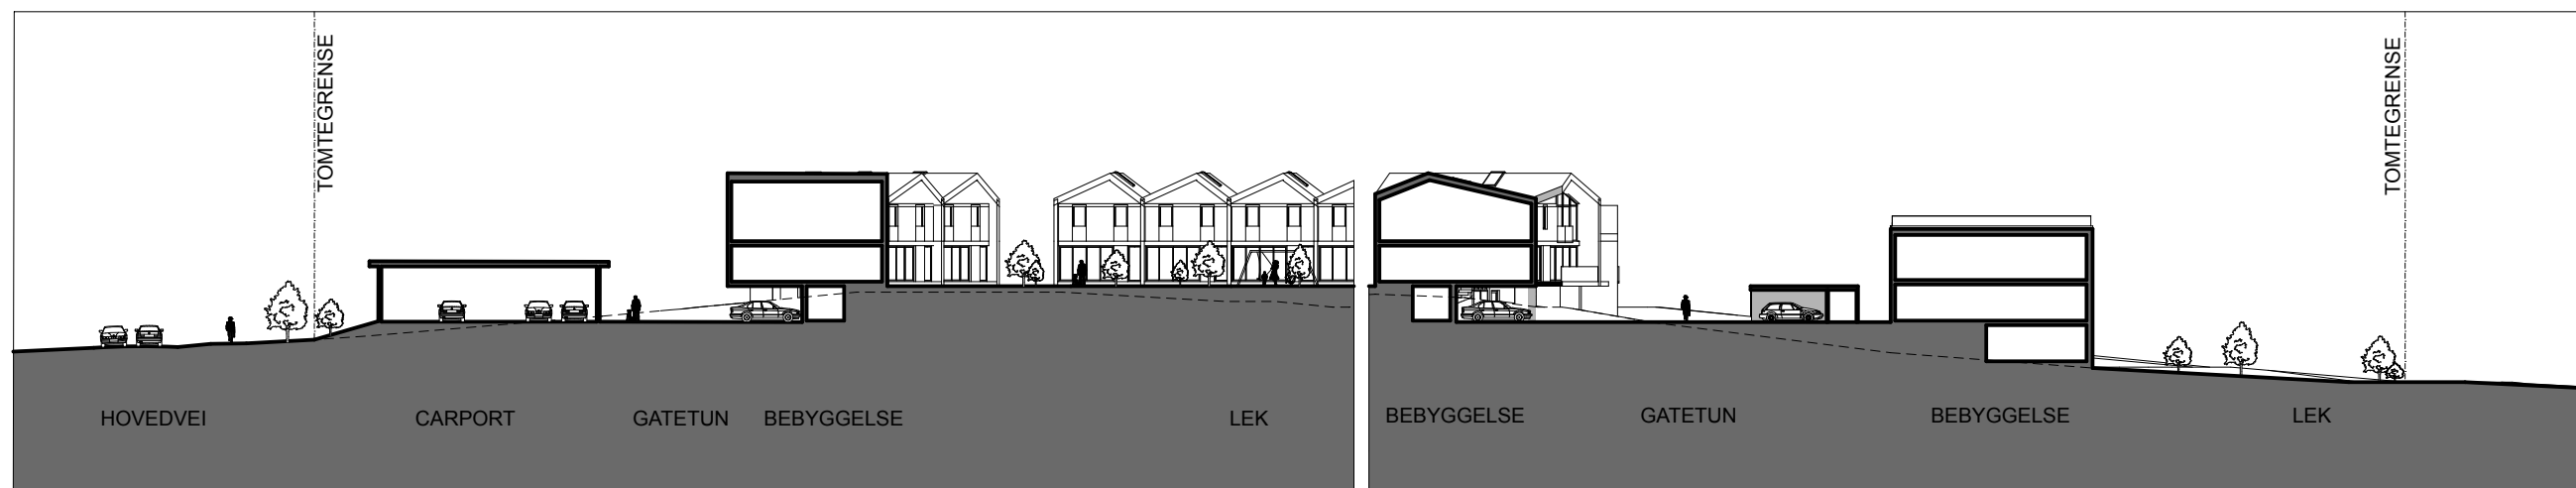 TOMTEGRENSE
TOMTEGRENSE
HOVEDVEI
CARPORT
GATETUN
BEBYGGELSE
LEK
BEBYGGELSE
GATETUN
BEBYGGELSE
LEK